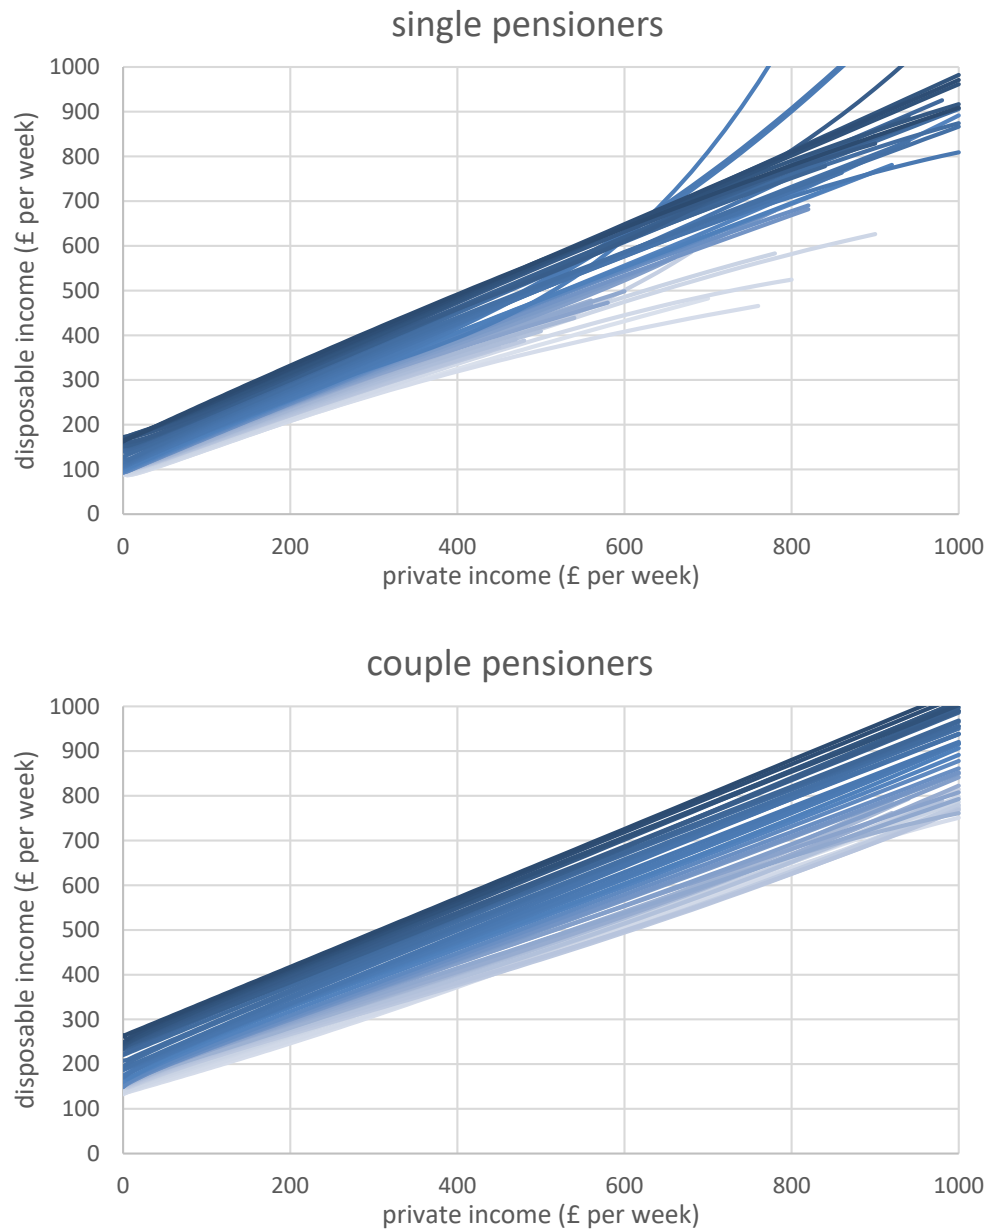 single pensioners
1000
900
800
700
600
500
400
300
200
100
0
disposable income (£ per week)
0 200 400 600 800 1000
private income (£ per week)
couple pensioners
1000
900
800
700
600
500
400
300
200
100
0
disposable income (£ per week)
0 200 400 600 800 1000
private income (£ per week)